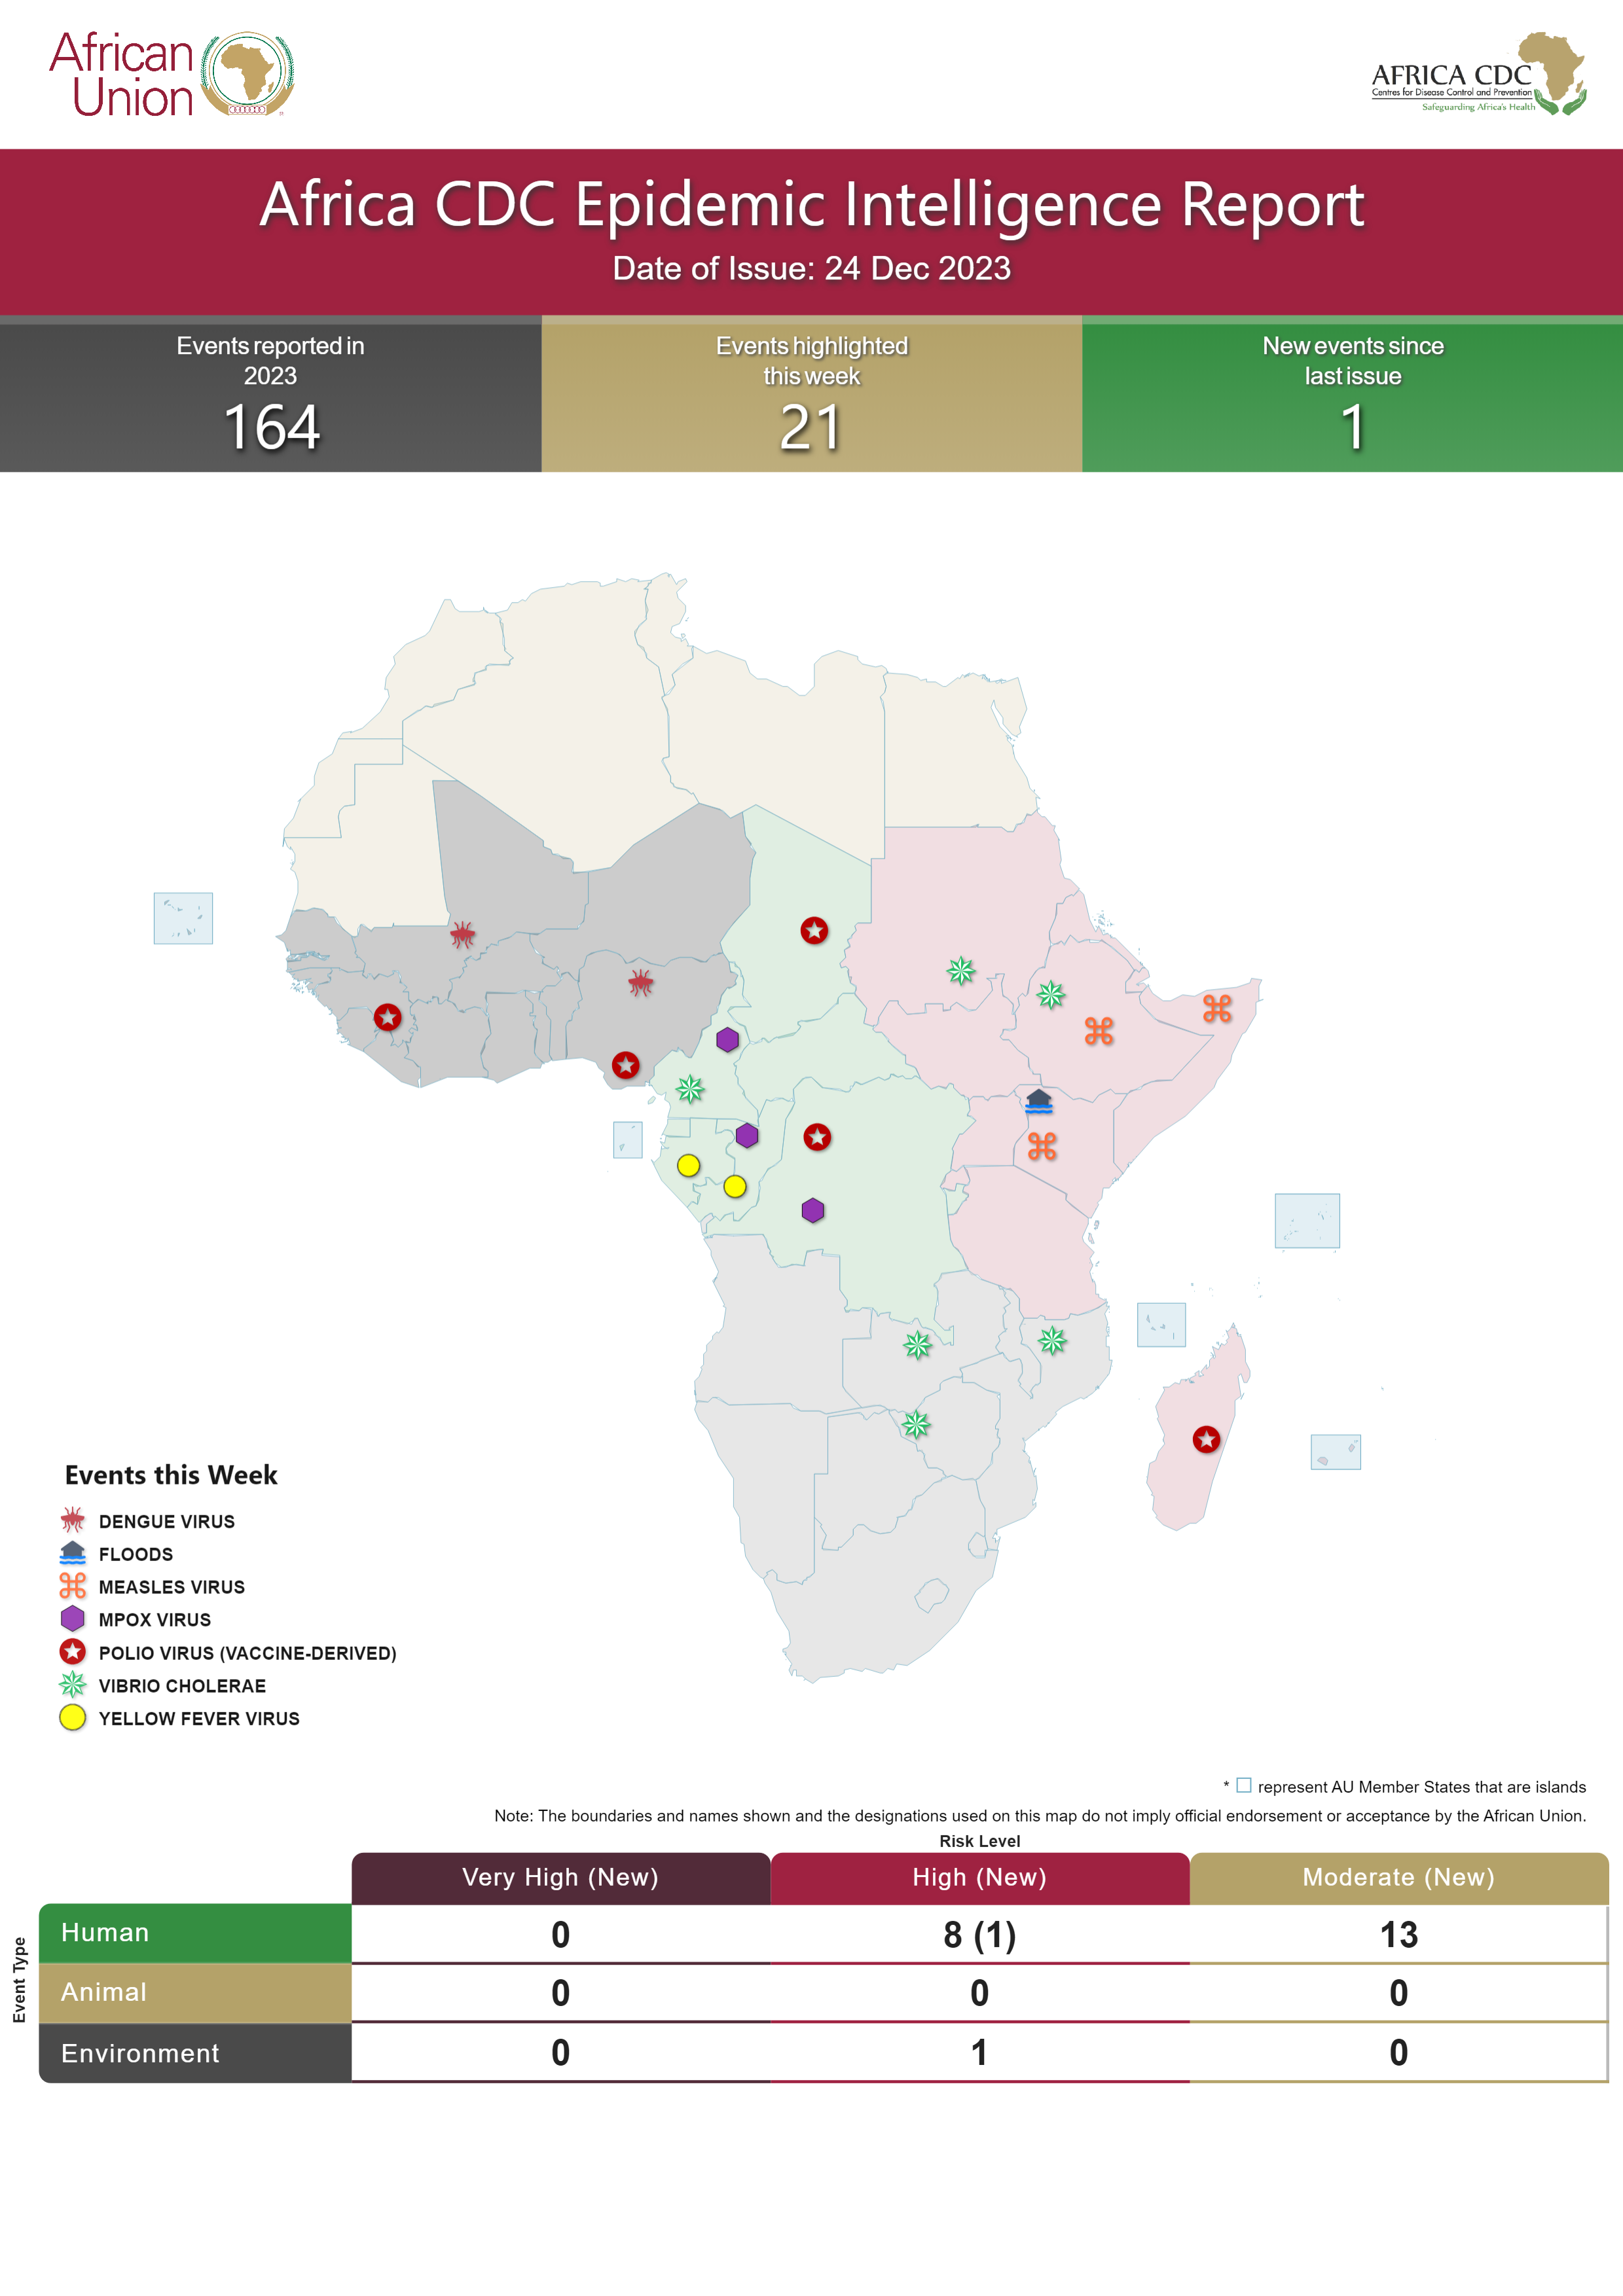 African
Union
AFRICA CDC
Centres for Disease Control and Prevention
Safeguarding Africa's Health
Africa CDC Epidemic Intelligence Report
Date of Issue: 24 Dec 2023
Events reported in
2023
164
Events highlighted
this week
21
New events since
last issue
1
Events this Week
DENGUE VIRUS
FLOODS
MEASLES VIRUS
MPOX VIRUS
POLIO VIRUS (VACCINE-DERIVED)
VIBRIO CHOLERAE
YELLOW FEVER VIRUS
* represent AU Member States that are islands
Note: The boundaries and names shown and the designations used on this map do not imply official endorsement or acceptance by the African Union.
Risk Level
Very High (New) High (New) Moderate (New)
Event Type
Human 0 8 (1) 13
Animal 0 0 0
Environment 0 1 0